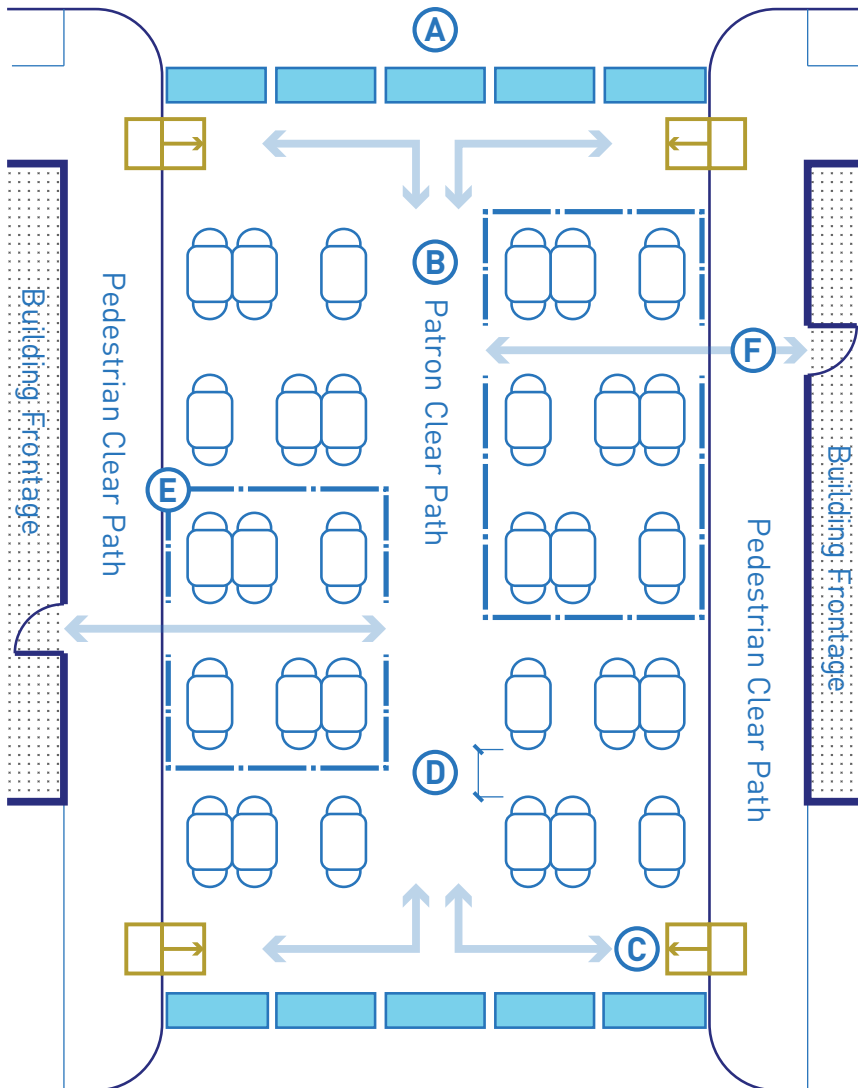 A
B
Building Frontage
Pedestrian Clear Path
Patron Clear Path
F
E
Building Frontage
Pedestrian Clear Path
D
C